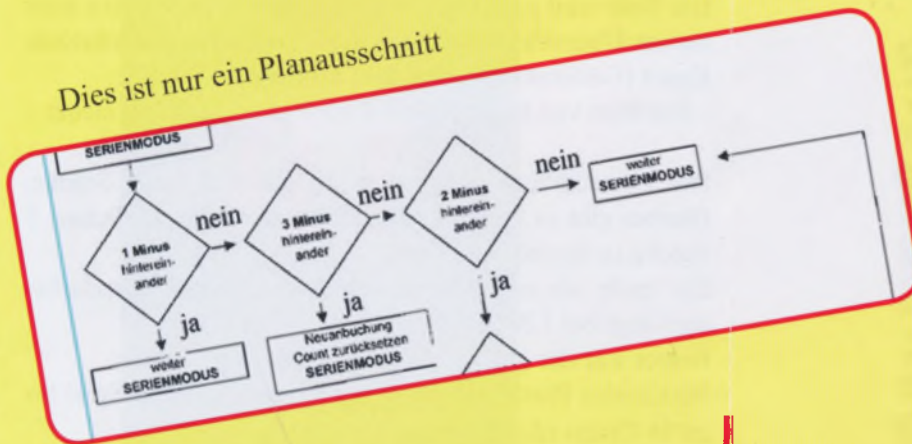 Dies ist nur ein Planausschnitt
SERIENMODUS
1 Minus
hinterein-
ander
nein
3 Minus
hinterein-
ander
nein
2 Minus
hinterein-
ander
nein
weiter
SERIENMODUS
ja
weiter
SERIENMODUS
ja
Neuanbuchung
Count zurücksetzen
SERIENMODUS
ja